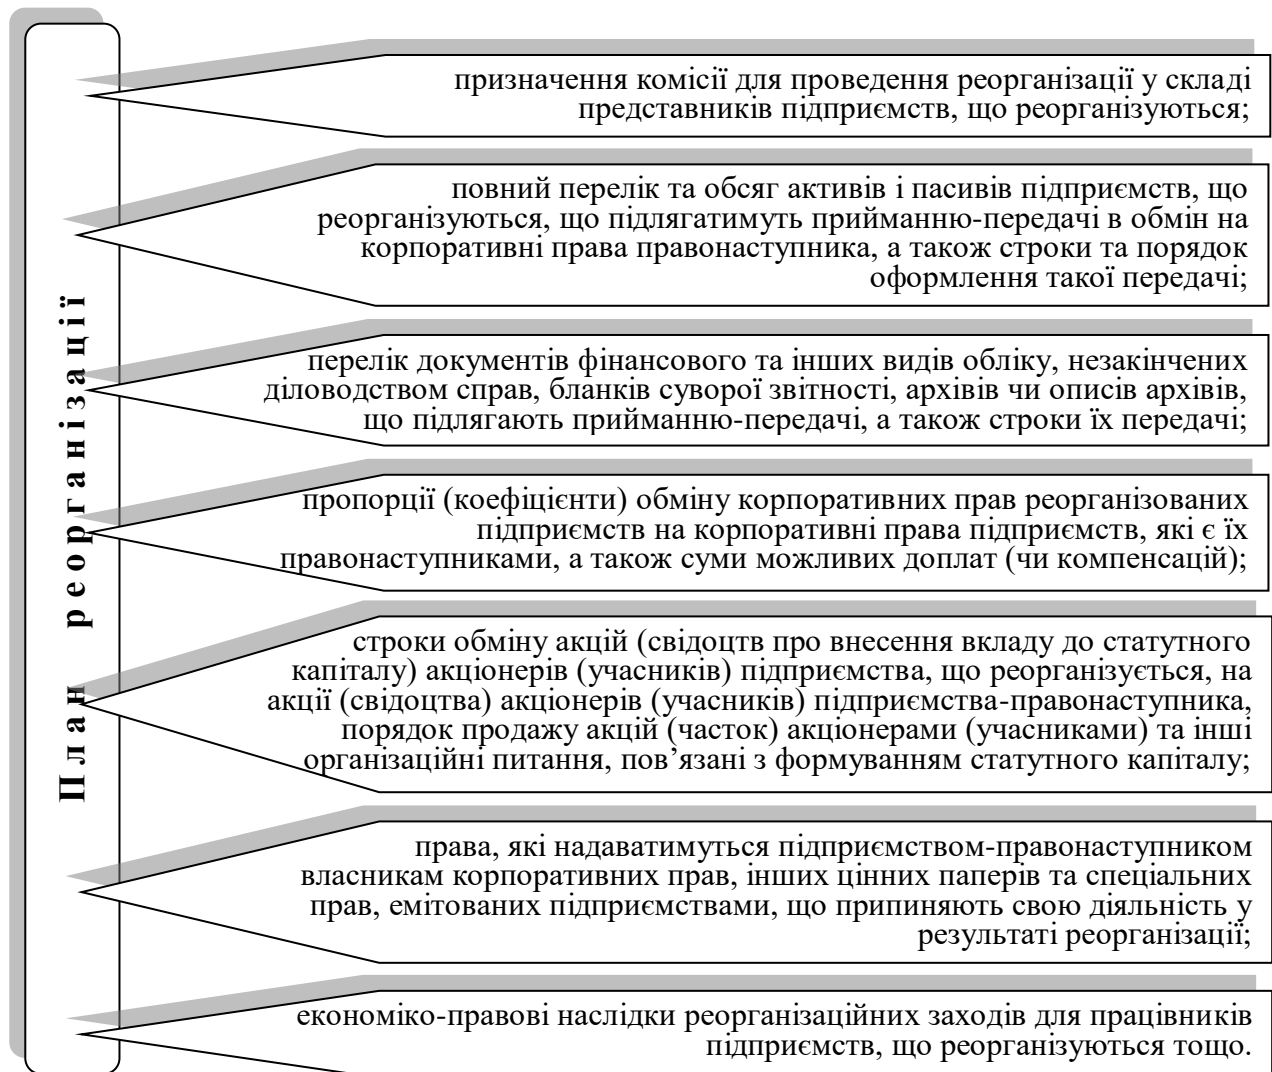 План реорганізації
призначення комісії для проведення реорганізації у складі
представників підприємств, що реорганізуються;
повний перелік та обсяг активів і пасивів підприємств, що
реорганізуються, що підлягатимуть прийманню-передачі в обмін на
корпоративні права правонаступника, а також строки та порядок
оформлення такої передачі;
перелік документів фінансового та інших видів обліку, незакінчених
діловодством справ, бланків суворої звітності, архівів чи описів архівів,
що підлягають прийманню-передачі, а також строки їх передачі;
пропорції (коефіцієнти) обміну корпоративних прав реорганізованих
підприємств на корпоративні права підприємств, які є їх
правонаступниками, а також суми можливих доплат (чи компенсацій);
строки обміну акцій (свідоцтв про внесення вкладу до статутного
капіталу) акціонерів (учасників) підприємства, що реорганізується, на
акції (свідоцтва) акціонерів (учасників) підприємства-правонаступника,
порядок продажу акцій (часток) акціонерами (учасниками) та інші
організаційні питання, пов’язані з формуванням статутного капіталу;
права, які надаватимуться підприємством-правонаступником
власникам корпоративних прав, інших цінних паперів та спеціальних
прав, емітованих підприємствами, що припиняють свою діяльність у
результаті реорганізації;
економіко-правові наслідки реорганізаційних заходів для працівників
підприємств, що реорганізуються тощо.